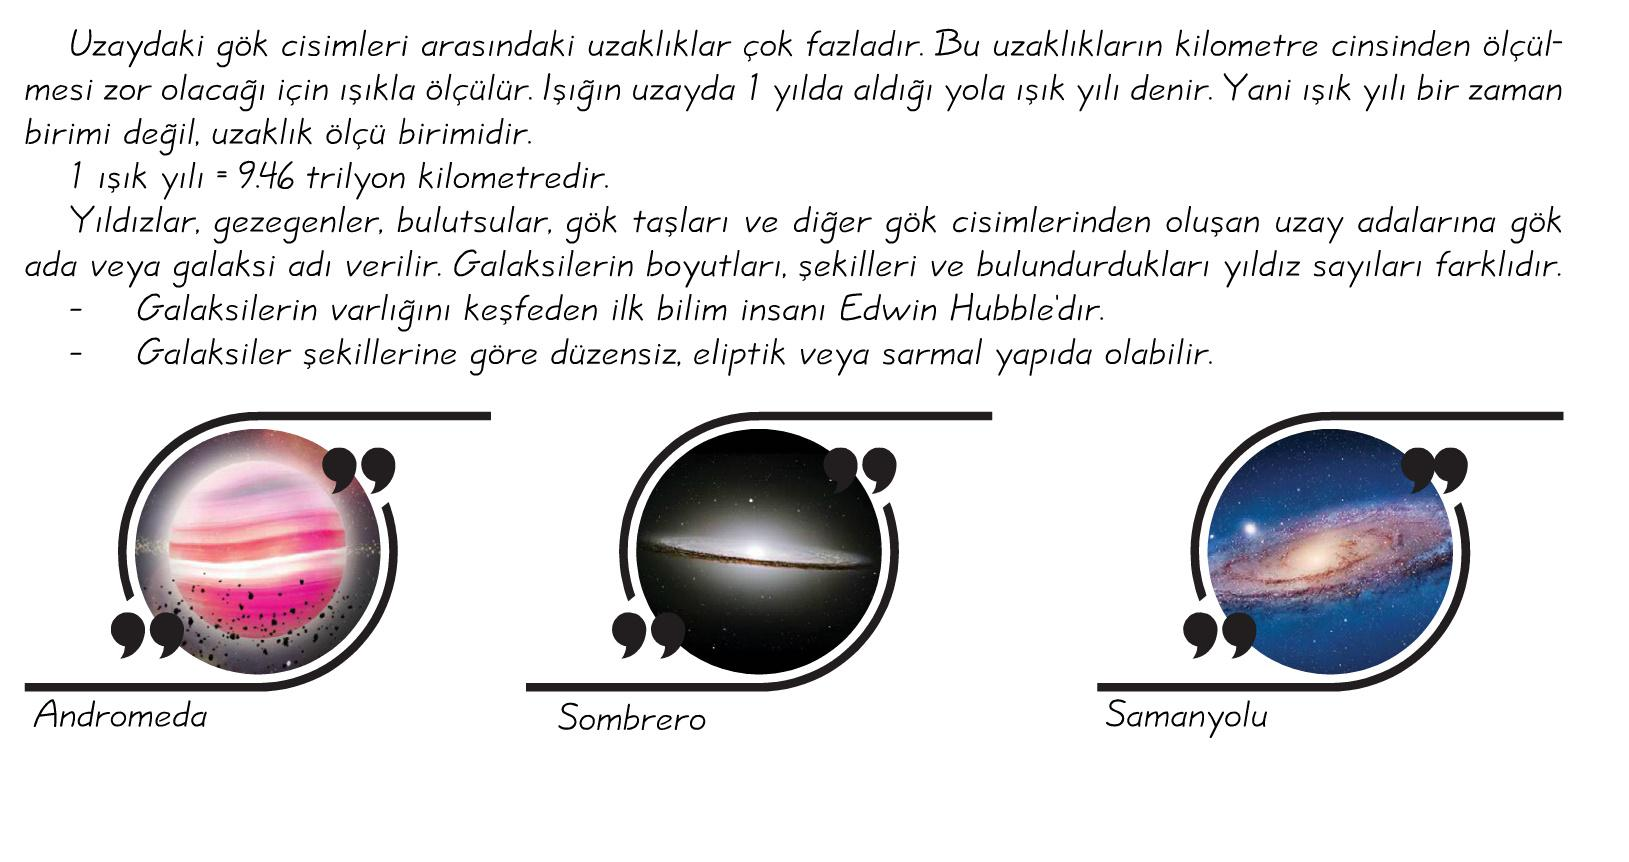 Uzaydaki gök cisimleri arasındaki uzaklıklar çok fazladır. Bu uzaklıkların kilometre cinsinden ölçül-
mesi zor olacağı için ışıkla ölçülür. Işığın uzayda 1 yılda aldığı yola ışık yılı denir. Yani ışık yılı bir zaman
birimi değil, uzaklık ölçü birimidir.
1 ışık yılı = 9.46 trilyon kilometredir.
Yıldızlar, gezegenler, bulutsular, gök taşları ve diğer gök cisimlerinden oluşan uzay adalarına gök
ada veya galaksi adı verilir. Galaksilerin boyutları, şekilleri ve bulundurdukları yıldız sayıları farklıdır.
- Galaksilerin varlığını keşfeden ilk bilim insanı Edwin Hubble'dır.
- Galaksiler şekillerine göre düzensiz, eliptik veya sarmal yapıda olabilir.
Andromeda
Sombrero
Samanyolu